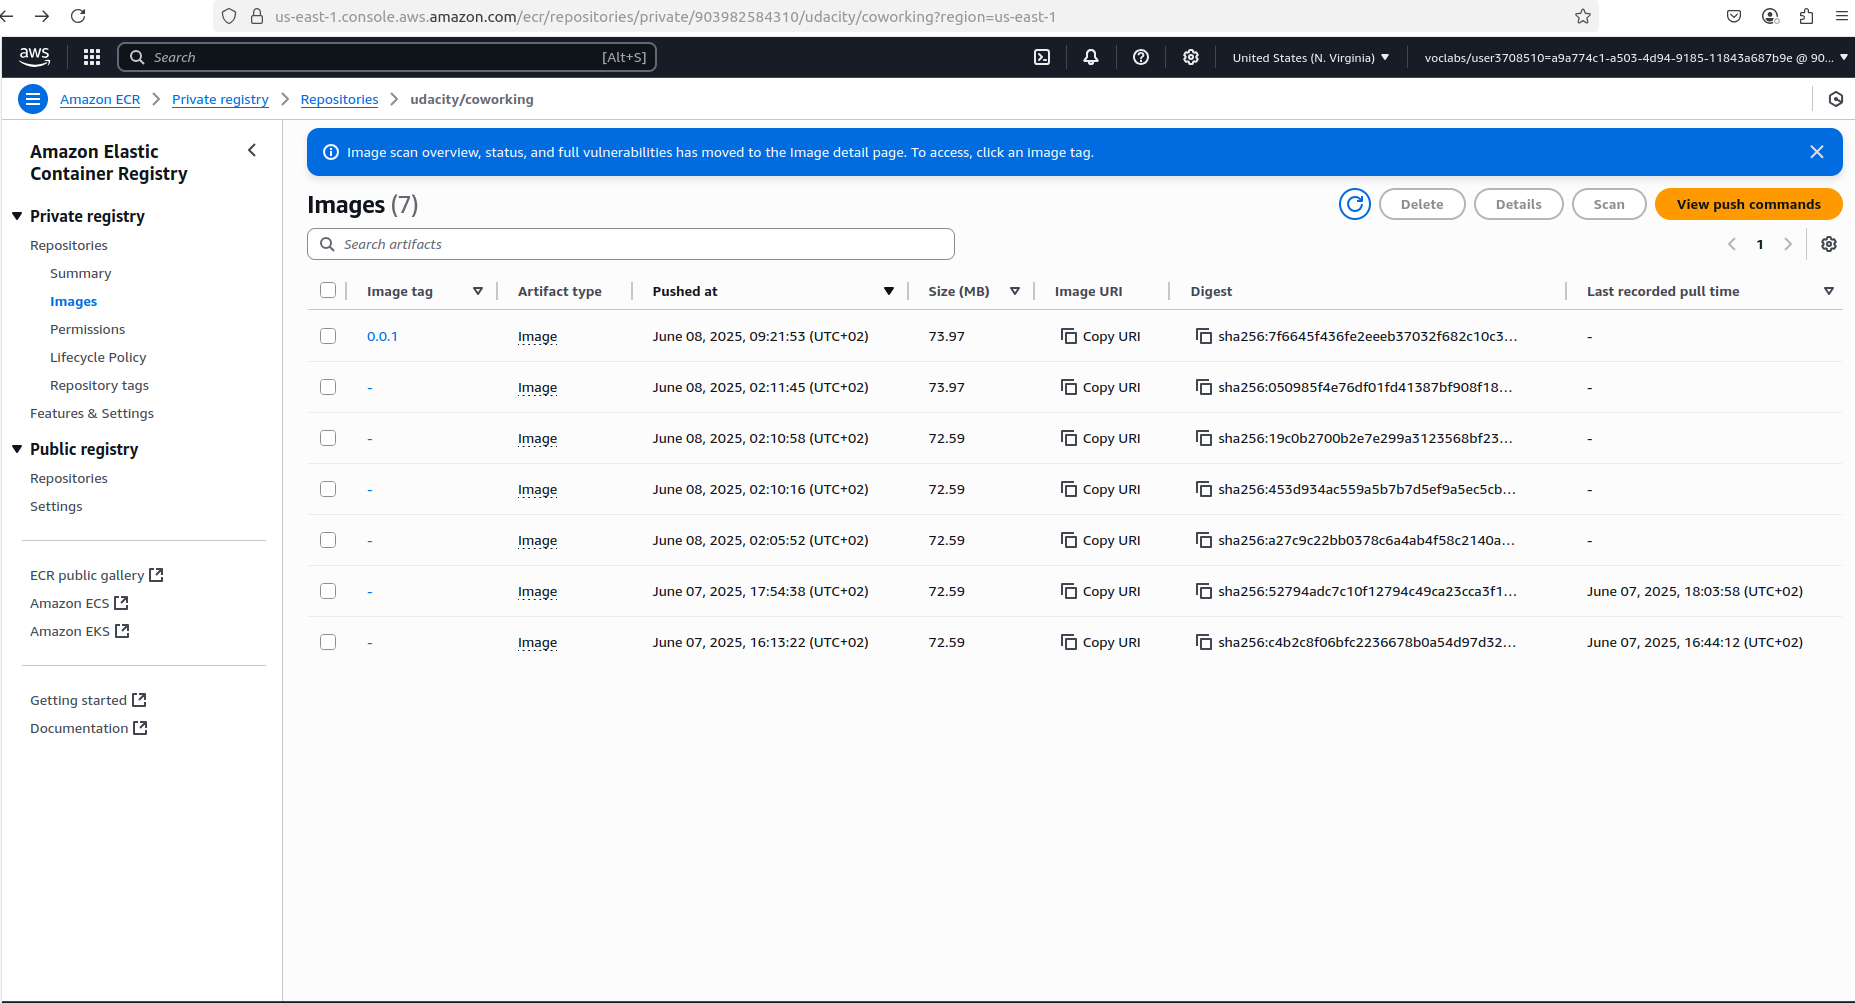 us-east-1.console.aws.amazon.com/ecr/repositories/private/903982584310/udacity/coworking?region=us-east-1
aws Search [Alt+S] United States (N. Virginia) voclabs/user3708510=a9a774c1-a503-4d94-9185-11843a687b9e @ 90...
Amazon ECR Private registry Repositories udacity/coworking
Amazon Elastic
Container Registry
Private registry
Repositories
Summary
Images
Permissions
Lifecycle Policy
Repository tags
Features & Settings
Public registry
Repositories
Settings
ECR public gallery
Amazon ECS
Amazon EKS
Getting started
Documentation
Image scan overview, status, and full vulnerabilities has moved to the Image detail page. To access, click an image tag.
Images (7) Delete Details Scan View push commands
Search artifacts 1
Image tag Artifact type Pushed at Size (MB) Image URI Digest Last recorded pull time
0.0.1 Image June 08, 2025, 09:21:53 (UTC+02) 73.97 Copy URI sha256:7f6645f436fe2eeeb37032f682c10c3... -
- Image June 08, 2025, 02:11:45 (UTC+02) 73.97 Copy URI sha256:050985f4e76df01fd41387bf908f18... -
- Image June 08, 2025, 02:10:58 (UTC+02) 72.59 Copy URI sha256:19c0b2700b2e7e299a3123568bf23... -
- Image June 08, 2025, 02:10:16 (UTC+02) 72.59 Copy URI sha256:453d934ac559a5b7b7d5ef9a5ec5cb... -
- Image June 08, 2025, 02:05:52 (UTC+02) 72.59 Copy URI sha256:a27c9c22bb0378c6a4ab4f58c2140a... -
- Image June 07, 2025, 17:54:38 (UTC+02) 72.59 Copy URI sha256:52794adc7c10f12794c49ca23cca3f1... June 07, 2025, 18:03:58 (UTC+02)
- Image June 07, 2025, 16:13:22 (UTC+02) 72.59 Copy URI sha256:c4b2c8f06bfc2236678b0a54d97d32... June 07, 2025, 16:44:12 (UTC+02)